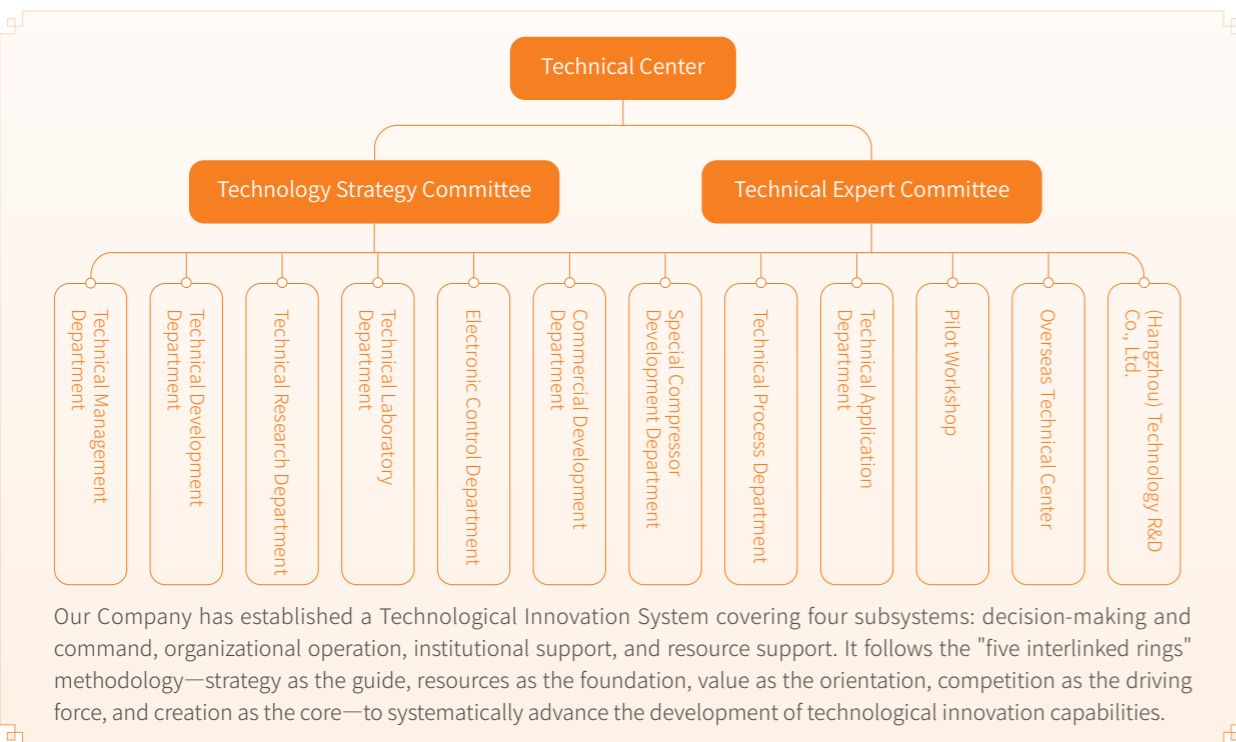 Technical Center
Technology Strategy Committee
Technical Expert Committee
Technical Management
Department
Technical Development
Department
Technical Research Department
Technical Laboratory
Department
Electronic Control Department
Commercial Development
Department
Special Compressor
Development Department
Technical Process Department
Technical Application
Department
Pilot Workshop
Overseas Technical Center
(Hangzhou) Technology R&D
Co., Ltd.
Our Company has established a Technological Innovation System covering four subsystems: decision-making and
command, organizational operation, institutional support, and resource support. It follows the "five interlinked rings"
methodology—strategy as the guide, resources as the foundation, value as the orientation, competition as the driving
force, and creation as the core—to systematically advance the development of technological innovation capabilities.